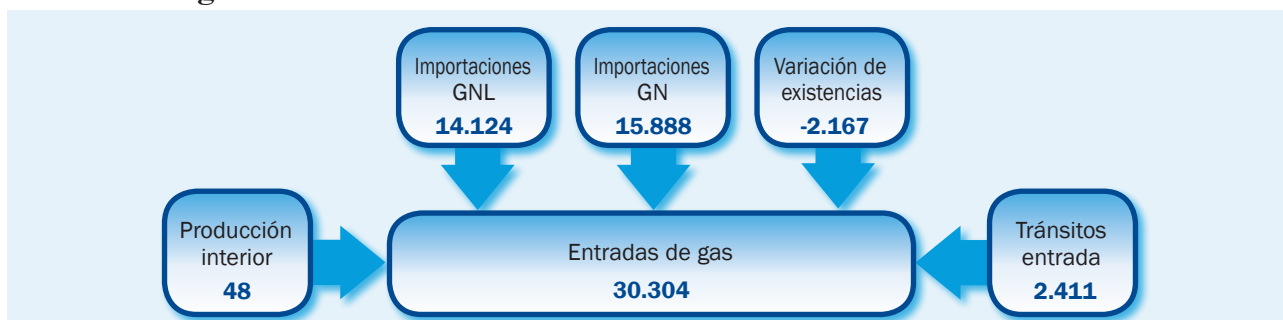 Importaciones
GNL
14.124
Importaciones
GN
15.888
Variación de
existencias
-2.167
Producción
interior
48
Entradas de gas
30.304
Tránsitos
entrada
2.411